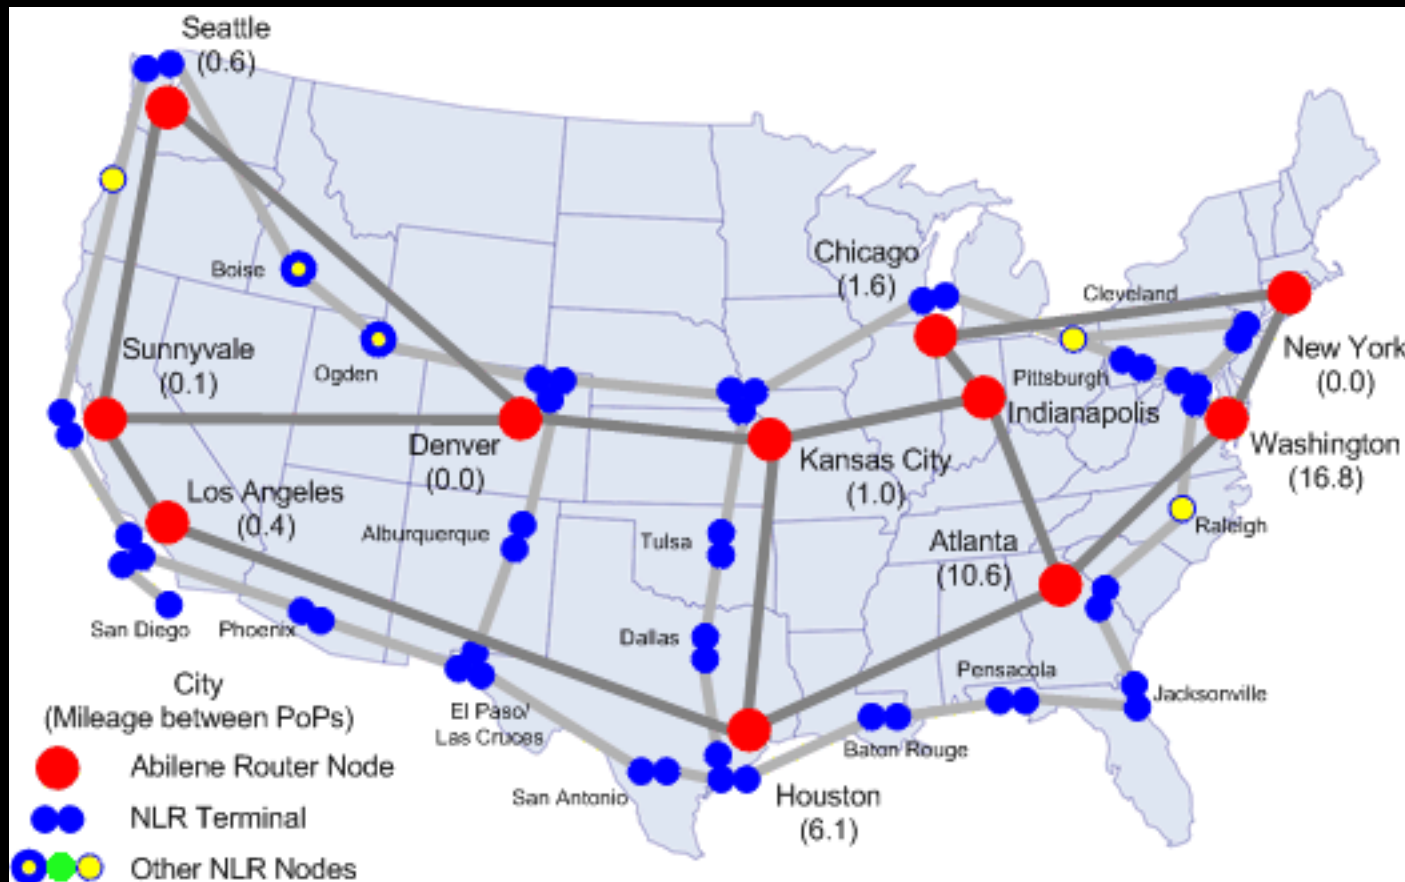 Seattle
(0.6)
Boise
Ogden
Chicago
(1.6)
Cleveland
Sunnyvale
(0.1)
Pittsburgh
New York
(0.0)
Indianapolis
Denver
(0.0)
Kansas City
(1.0)
Washington
(16.8)
Los Angeles
(0.4)
Alburquerque
Tulsa
Atlanta
(10.6)
Raleigh
San Diego
Phoenix
Dallas
Pensacola
Jacksonville
El Paso/
Las Cruces
Baton Rouge
San Antonio
Houston
(6.1)
City
(Mileage between PoPs)
Abilene Router Node
NLR Terminal
Other NLR Nodes